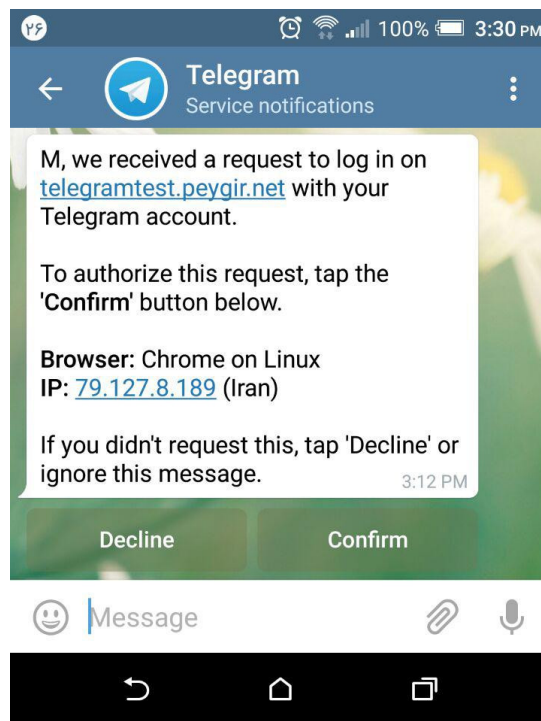 ۲۶ 100% 3:30 PM
Telegram
Service notifications
M, we received a request to log in on
telegramtest.peygir.net with your
Telegram account.
To authorize this request, tap the
'Confirm' button below.
Browser: Chrome on Linux
IP: 79.127.8.189 (Iran)
If you didn't request this, tap 'Decline' or
ignore this message. 3:12 PM
Decline Confirm
Message